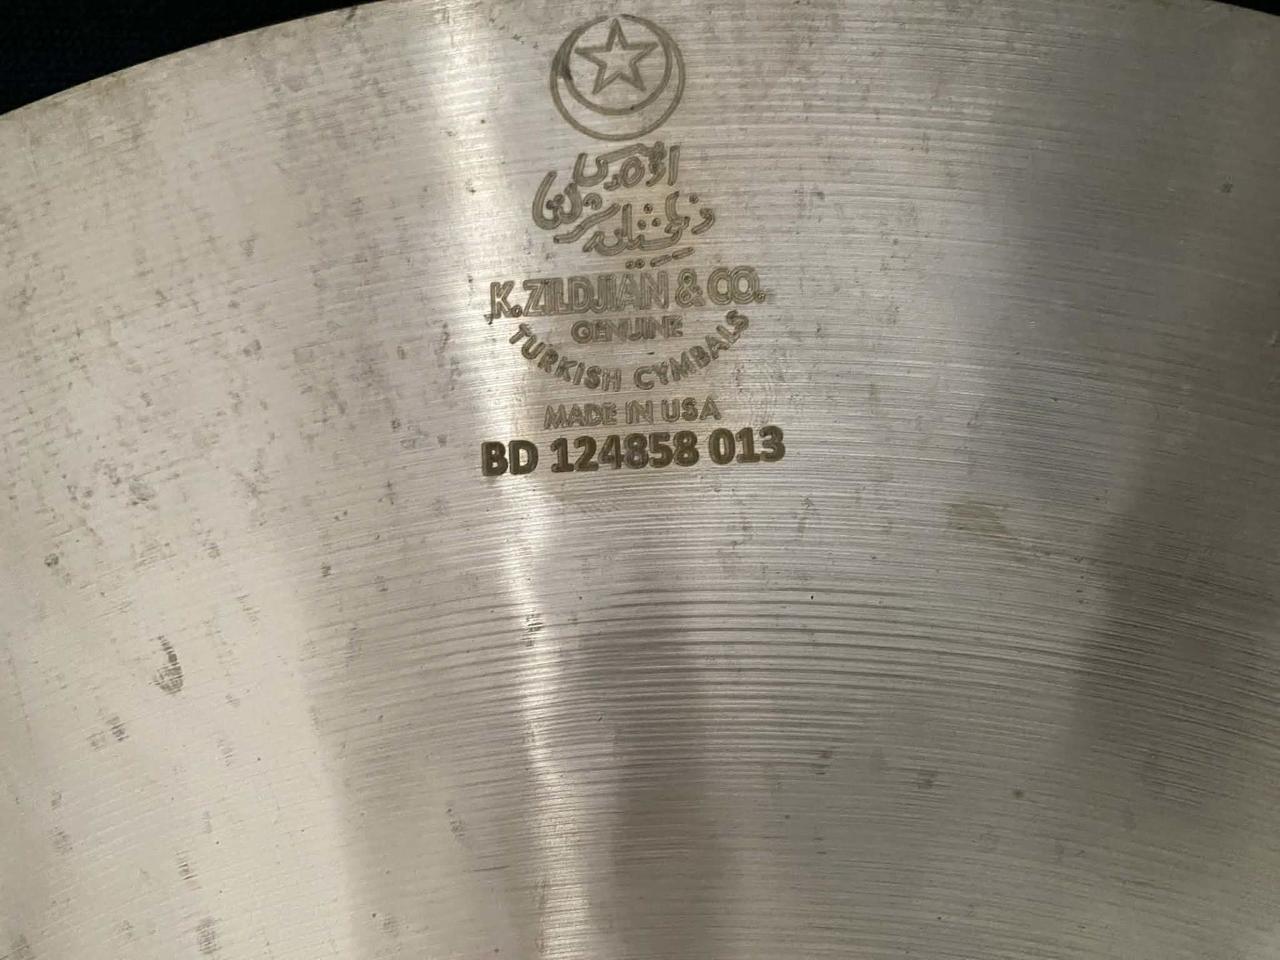 K. ZILDJIAN & CO.
GENUINE
TURKISH CYMBALS
MADE IN USA
BD 124858 013